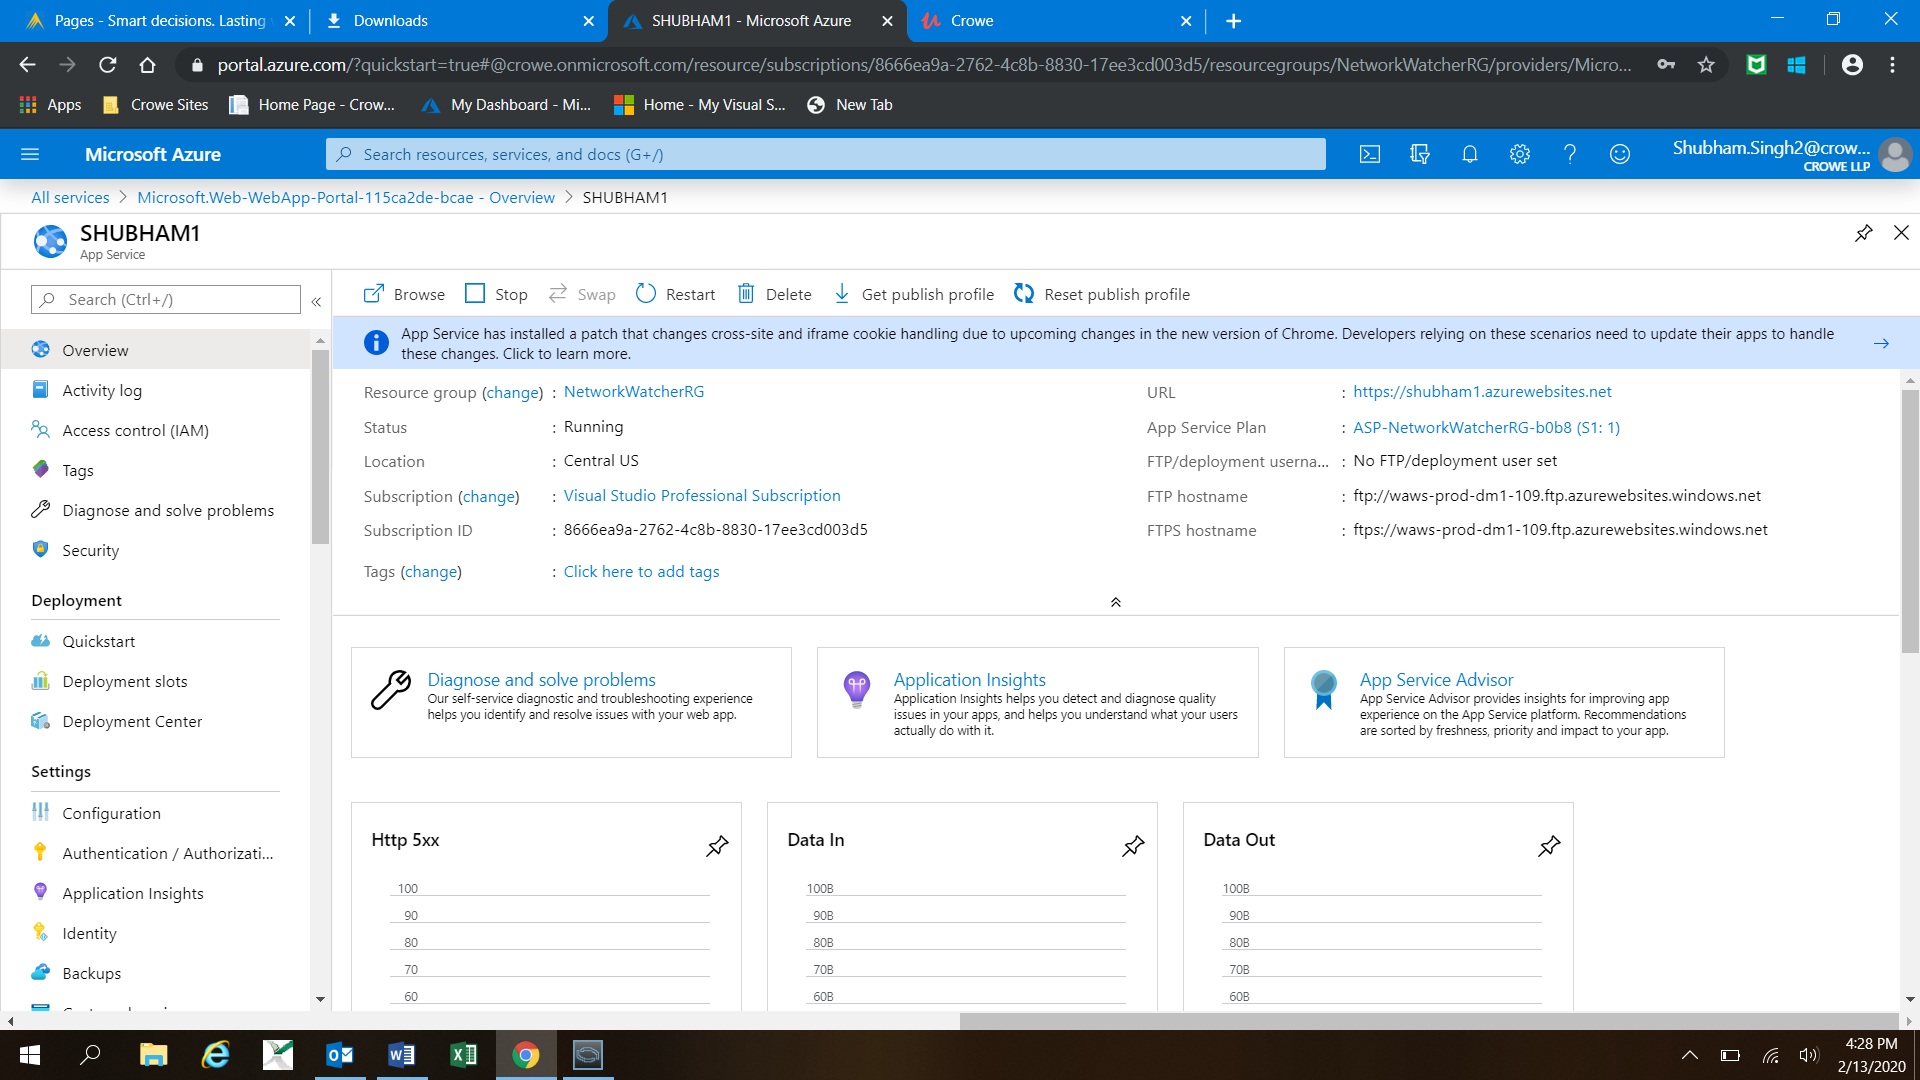 Pages - Smart decisions. Lasting
Downloads
SHUBHAM1 - Microsoft Azure
Crowe
portal.azure.com/?quickstart=true#@crowe.onmicrosoft.com/resource/subscriptions/8666ea9a-2762-4c8b-8830-17ee3cd003d5/resourcegroups/NetworkWatcherRG/providers/Micro...
Apps
Crowe Sites
Home Page - Crow...
My Dashboard - Mi...
Home - My Visual S...
New Tab
Microsoft Azure
Search resources, services, and docs (G+/)
Shubham.Singh2@crow...
CROWE LLP
All services > Microsoft.Web-WebApp-Portal-115ca2de-bcae - Overview > SHUBHAM1
SHUBHAM1
App Service
Search (Ctrl+/)
Overview
Activity log
Access control (IAM)
Tags
Diagnose and solve problems
Security
Deployment
Quickstart
Deployment slots
Deployment Center
Settings
Configuration
Authentication / Authorizati...
Application Insights
Identity
Backups
Browse
Stop
Swap
Restart
Delete
Get publish profile
Reset publish profile
App Service has installed a patch that changes cross-site and iframe cookie handling due to upcoming changes in the new version of Chrome. Developers relying on these scenarios need to update their apps to handle
these changes. Click to learn more.
Resource group (change) : NetworkWatcherRG
Status : Running
Location : Central US
Subscription (change) : Visual Studio Professional Subscription
Subscription ID : 8666ea9a-2762-4c8b-8830-17ee3cd003d5
Tags (change) : Click here to add tags
URL : https://shubham1.azurewebsites.net
App Service Plan : ASP-NetworkWatcherRG-b0b8 (S1: 1)
FTP/deployment userna... : No FTP/deployment user set
FTP hostname : ftp://waws-prod-dm1-109.ftp.azurewebsites.windows.net
FTPS hostname : ftps://waws-prod-dm1-109.ftp.azurewebsites.windows.net
Diagnose and solve problems
Our self-service diagnostic and troubleshooting experience
helps you identify and resolve issues with your web app.
Application Insights
Application Insights helps you detect and diagnose quality
issues in your apps, and helps you understand what your users
actually do with it.
App Service Advisor
App Service Advisor provides insights for improving app
experience on the App Service platform. Recommendations
are sorted by freshness, priority and impact to your app.
Http 5xx
100
90
80
70
60
Data In
100B
90B
80B
70B
60B
Data Out
100B
90B
80B
70B
60B
4:28 PM
2/13/2020